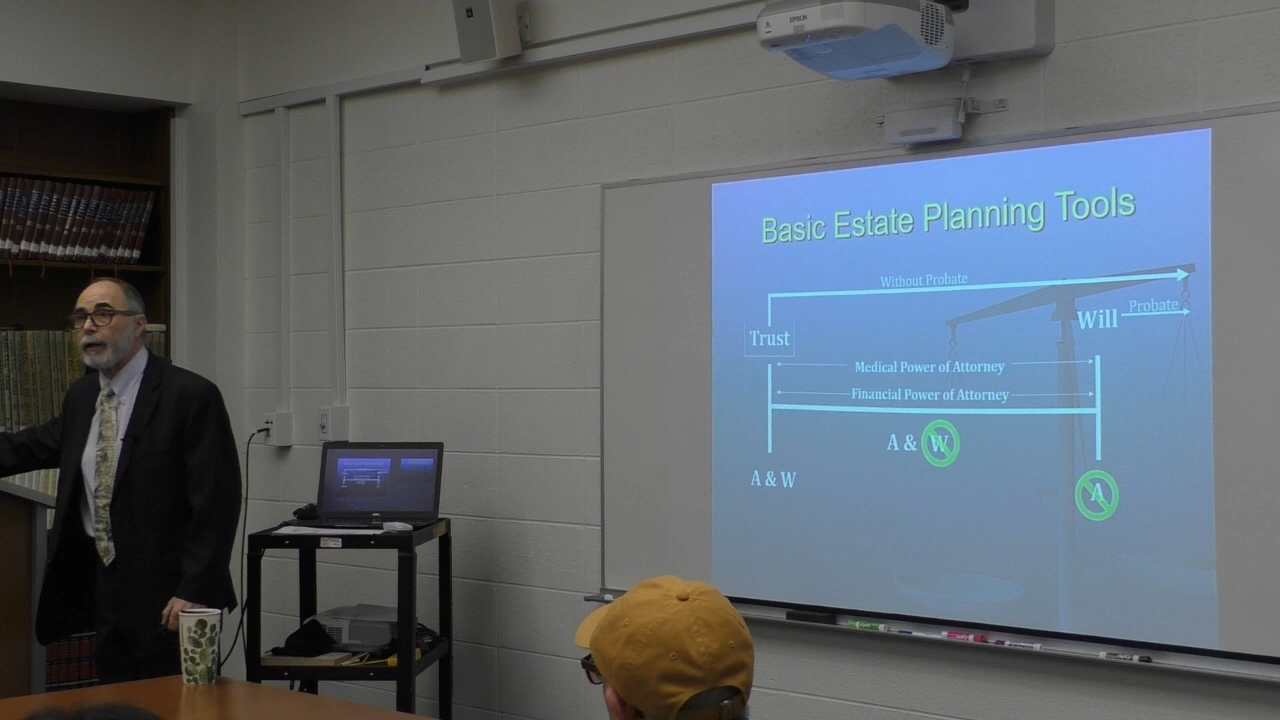 EPSON
Basic Estate Planning Tools
Without Probate
Trust
Will
Probate
Medical Power of Attorney
Financial Power of Attorney
A & W
A & W
A